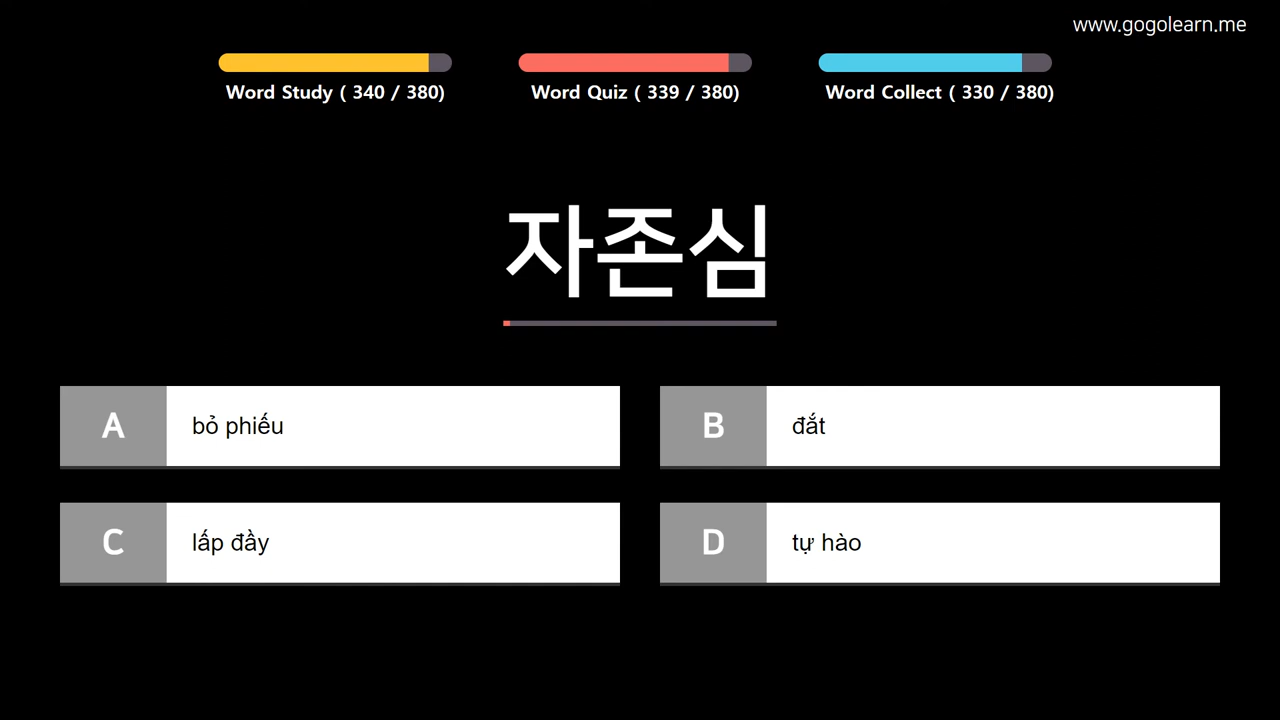 www.gogolearn.me
Word Study ( 340 / 380)
Word Quiz ( 339 / 380)
Word Collect ( 330 / 380)
자존심
A bỏ phiếu
B đắt
C lấp đầy
D tự hào